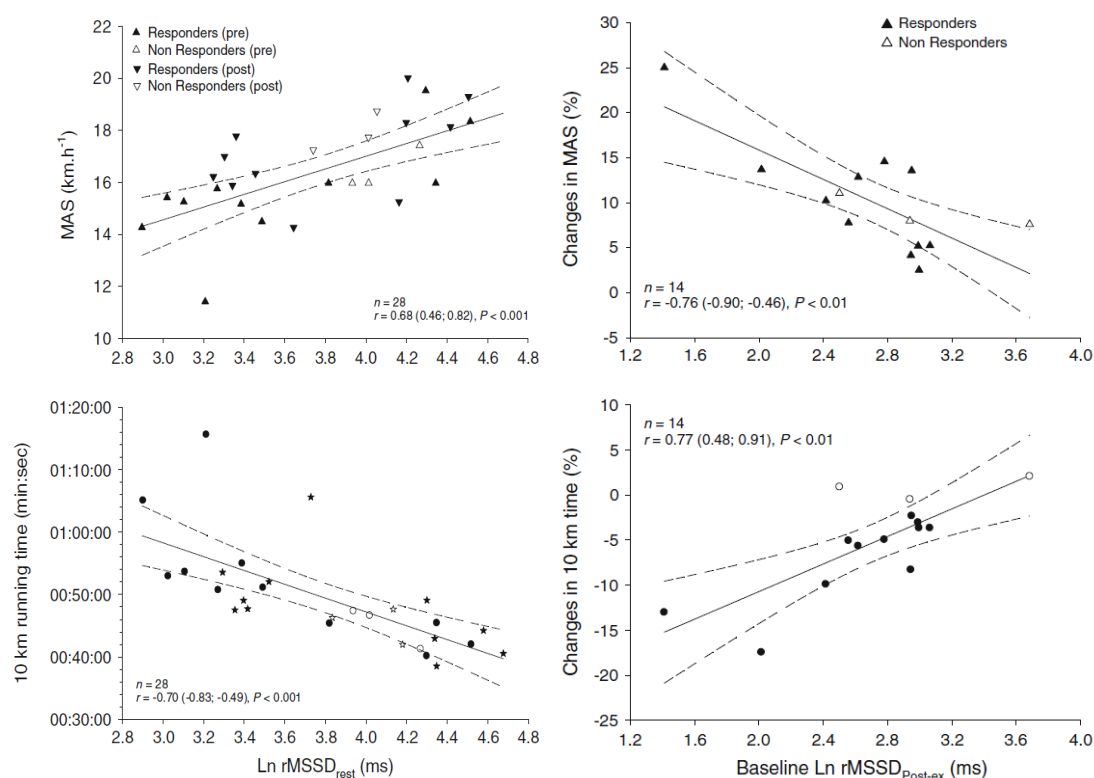 Responders (pre)
Non Responders (pre)
Responders (post)
Non Responders (post)
22
20
18
16
14
12
10
MAS (km.h-1)
n = 28
r = 0.68 (0.46; 0.82), P < 0.001
2.8 3.0 3.2 3.4 3.6 3.8 4.0 4.2 4.4 4.6 4.8
Responders
Non Responders
30
25
20
15
10
5
0
-5
Changes in MAS (%)
n = 14
r = -0.76 (-0.90; -0.46), P < 0.01
1.2 1.6 2.0 2.4 2.8 3.2 3.6 4.0
01:20:00
01:10:00
01:00:00
00:50:00
00:40:00
00:30:00
10 km running time (min:sec)
n = 28
r = -0.70 (-0.83; -0.49), P < 0.001
2.8 3.0 3.2 3.4 3.6 3.8 4.0 4.2 4.4 4.6 4.8
Ln rMSSDrest (ms)
10
5
0
-5
-10
-15
-20
-25
Changes in 10 km time (%)
n = 14
r = 0.77 (0.48; 0.91), P < 0.01
1.2 1.6 2.0 2.4 2.8 3.2 3.6 4.0
Baseline Ln rMSSDPost-ex (ms)